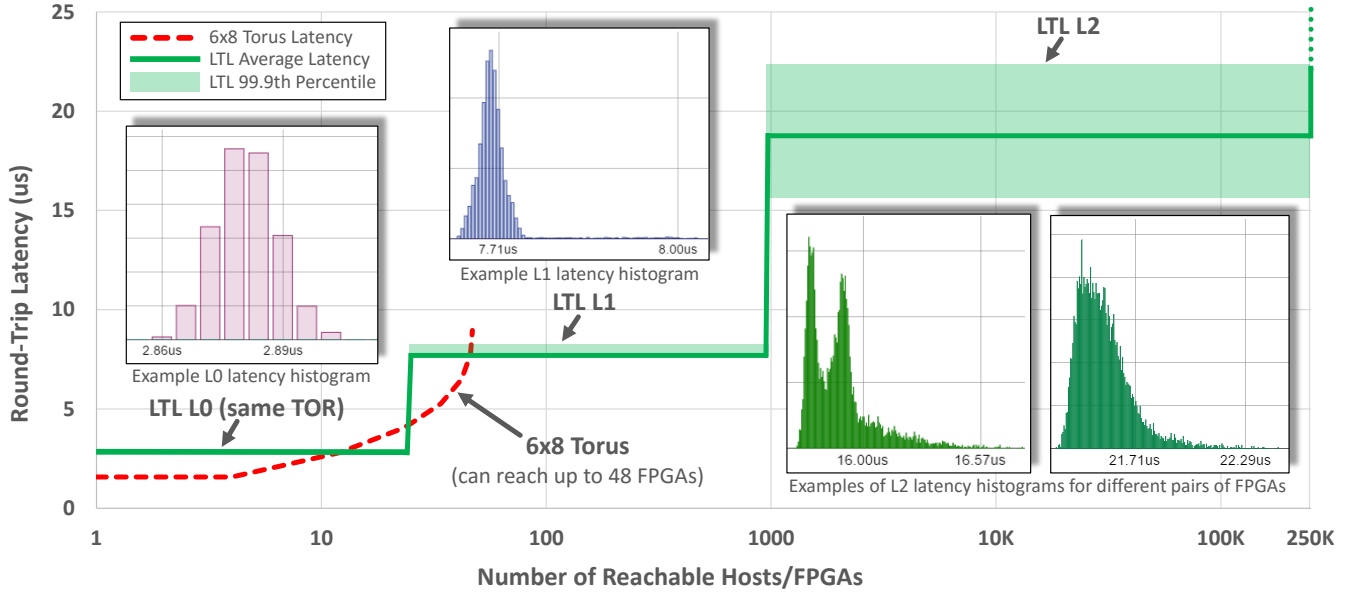 25
20
15
10
5
0
Round-Trip Latency (us)
6x8 Torus Latency
LTL Average Latency
LTL 99.9th Percentile
2.86us 2.89us
Example L0 latency histogram
LTL L0 (same TOR)
7.71us 8.00us
Example L1 latency histogram
LTL L1
6x8 Torus
(can reach up to 48 FPGAs)
LTL L2
16.00us 16.57us
21.71us 22.29us
Examples of L2 latency histograms for different pairs of FPGAs
1 10 100 1000 10K 100K 250K
Number of Reachable Hosts/FPGAs